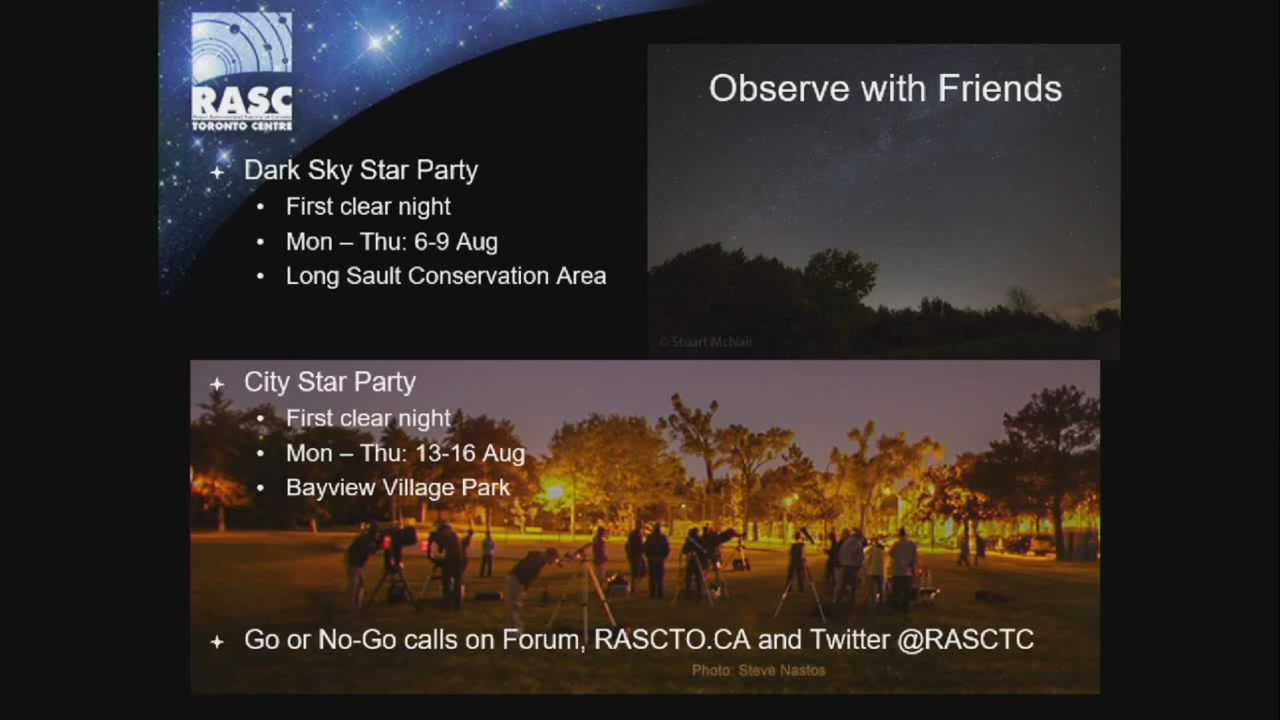 RASC
TORONTO CENTRE
Observe with Friends
Dark Sky Star Party
First clear night
Mon – Thu: 6-9 Aug
Long Sault Conservation Area
© Stuart McNair
City Star Party
First clear night
Mon – Thu: 13-16 Aug
Bayview Village Park
Go or No-Go calls on Forum, RASCTO.CA and Twitter @RASCTC
Photo: Steve Nastos